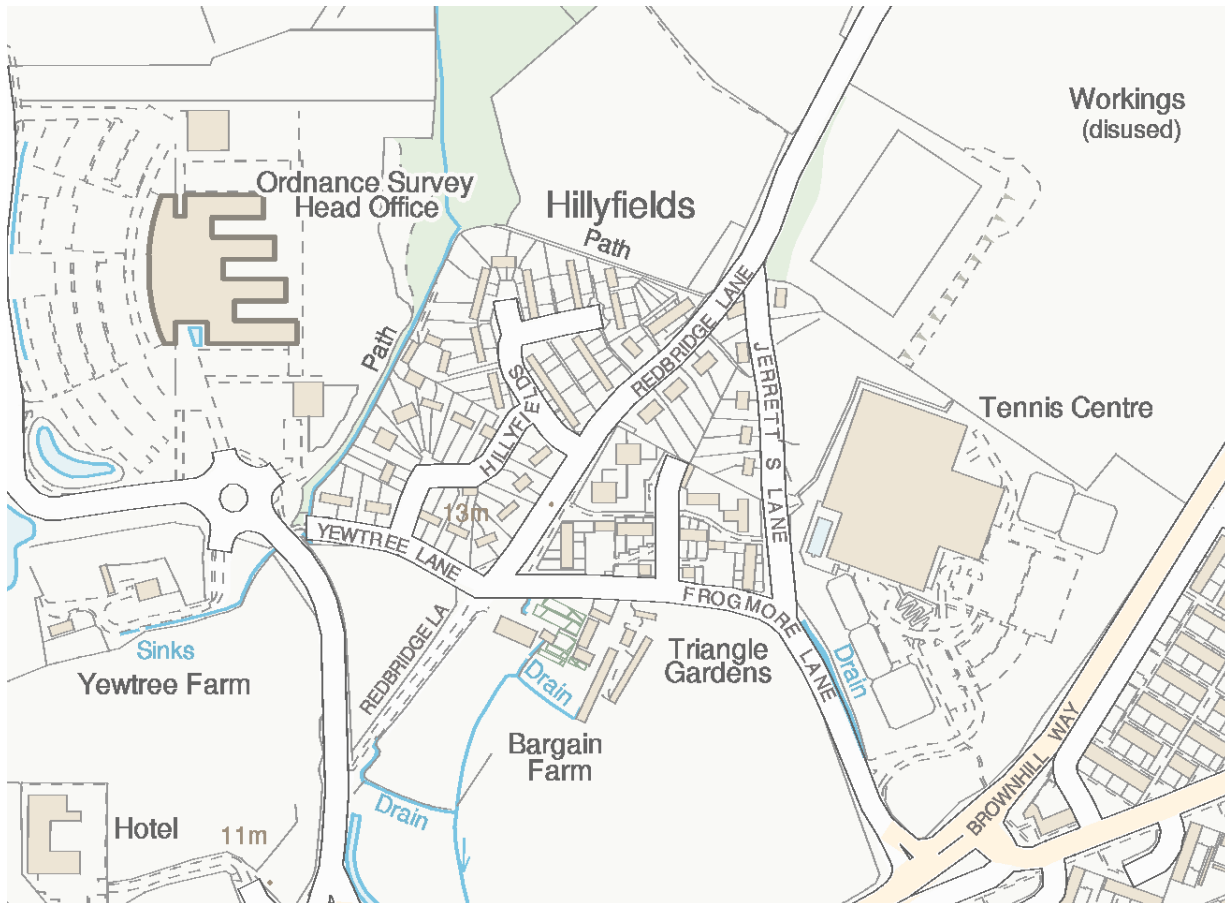 Workings
(disused)
Ordnance Survey
Head Office
Hillyfields
Path
REDBRIDGE LANE
Path
JERRETT S LANE
HILLYFIELDS
Tennis Centre
13m
YEWTREE LANE
FROGMORE LANE
REDBRIDGE LA
Sinks
Yewtree Farm
Triangle
Gardens
Drain
Drain
Bargain
Farm
BROWNHILL WAY
Drain
Hotel
11m